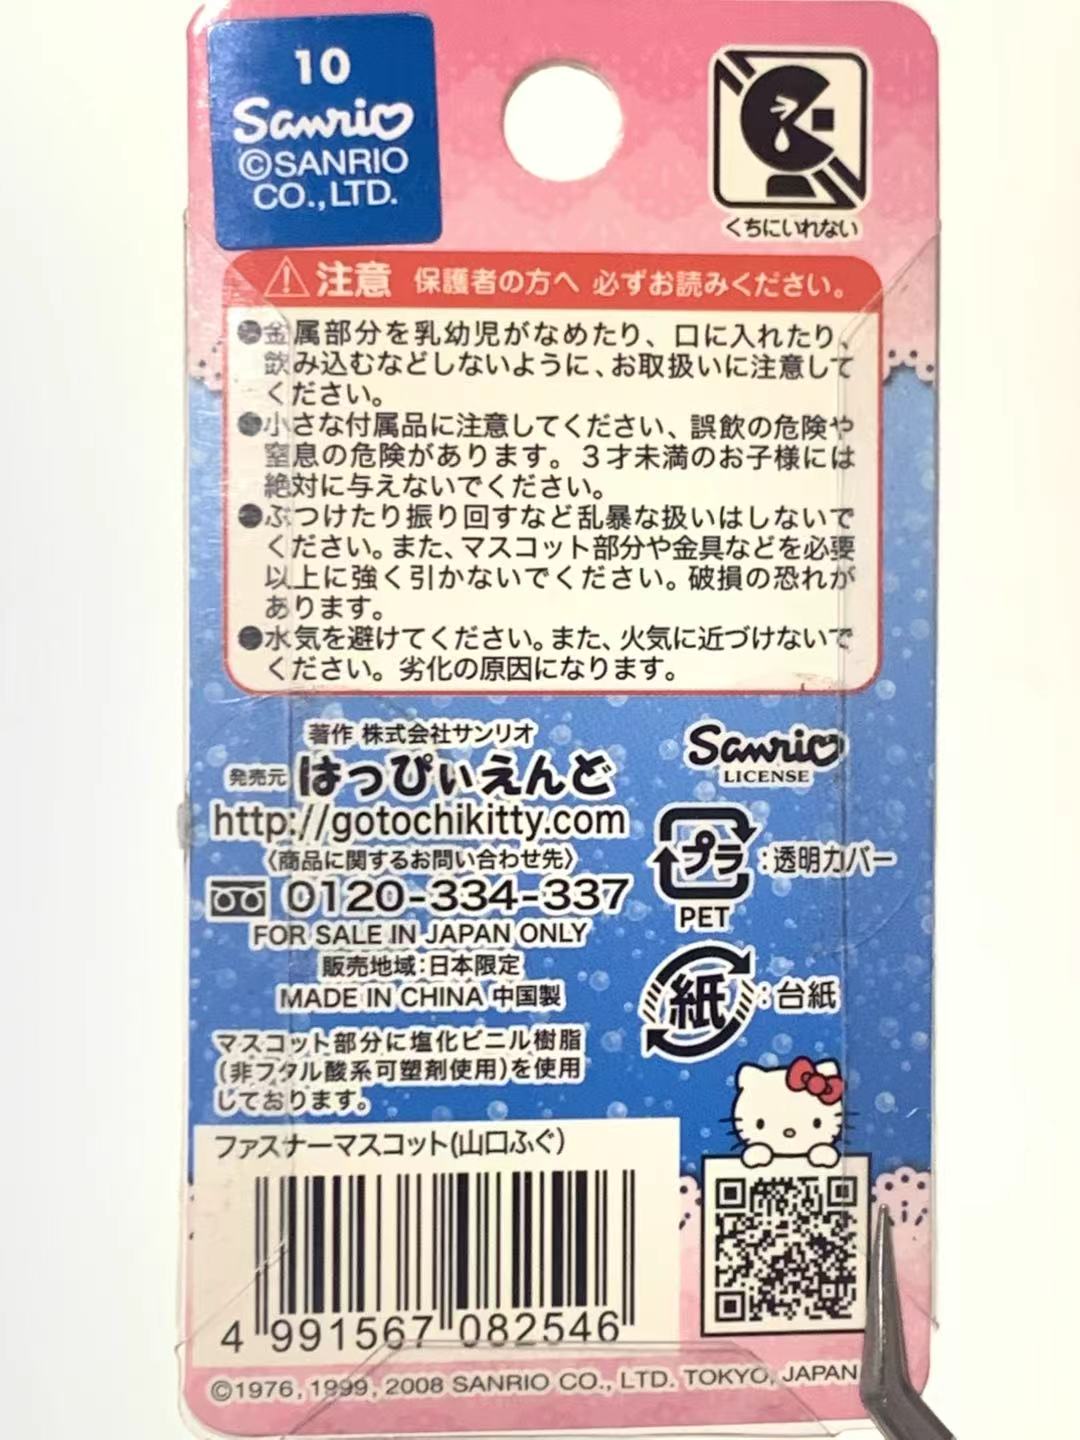 10
Sanrio
©SANRIO
CO.,LTD.
くちにいれない
注意 保護者の方へ 必ずお読みください。
●金属部分を乳幼児がなめたり、口に入れたり、
飲み込むなどしないように、お取扱いに注意して
ください。
●小さな付属品に注意してください、誤飲の危険や
窒息の危険があります。3才未満のお子様には
絶対に与えないでください。
●ぶつけたり振り回すなど乱暴な扱いはしないで
ください。また、マスコット部分や金具などを必要
以上に強く引かないでください。破損の恐れが
あります。
●水気を避けてください。また、火気に近づけないで
ください。劣化の原因になります。
著作 株式会社サンリオ
発売元 はっぴぃえんど
http://gotochikitty.com
〈商品に関するお問い合わせ先〉
0120-334-337
FOR SALE IN JAPAN ONLY
販売地域:日本限定
MADE IN CHINA 中国製
マスコット部分に塩化ビニル樹脂
(非フタル酸系可塑剤使用)を使用
しております。
Sanrio
LICENSE
プラ :透明カバー
PET
紙 :台紙
ファスナーマスコット(山口ふぐ)
4 991567 082546
©1976, 1999, 2008 SANRIO CO., LTD. TOKYO, JAPAN